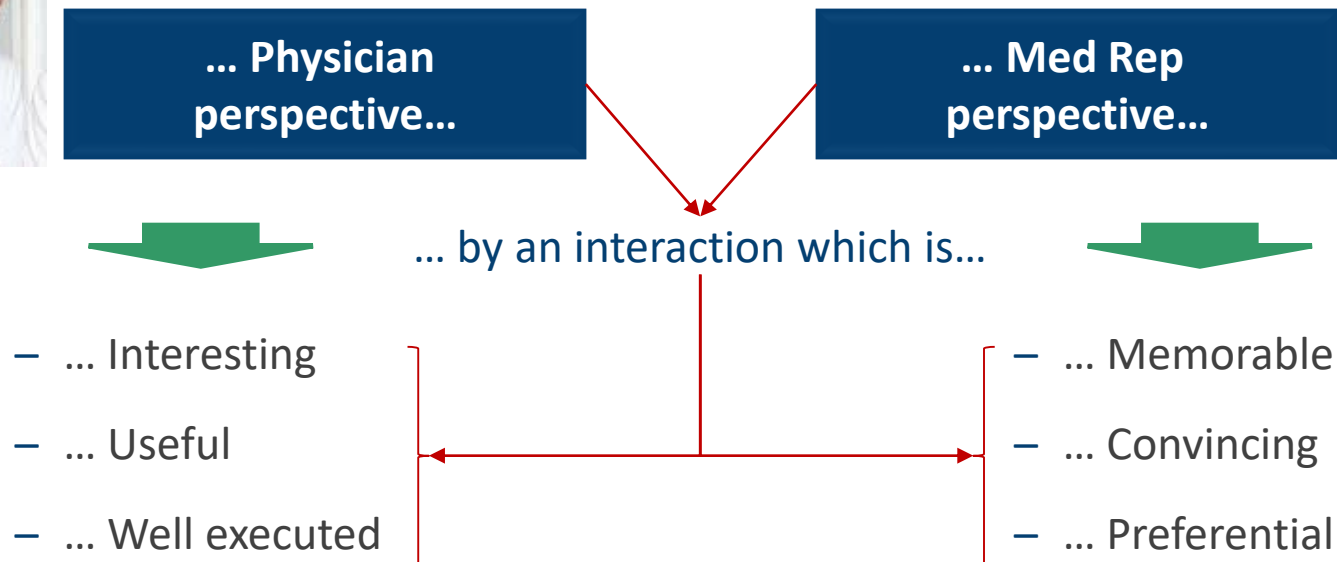 … Physician
perspective…
… Med Rep
perspective…
… by an interaction which is…
– … Interesting
– … Useful
– … Well executed
– … Memorable
– … Convincing
– … Preferential